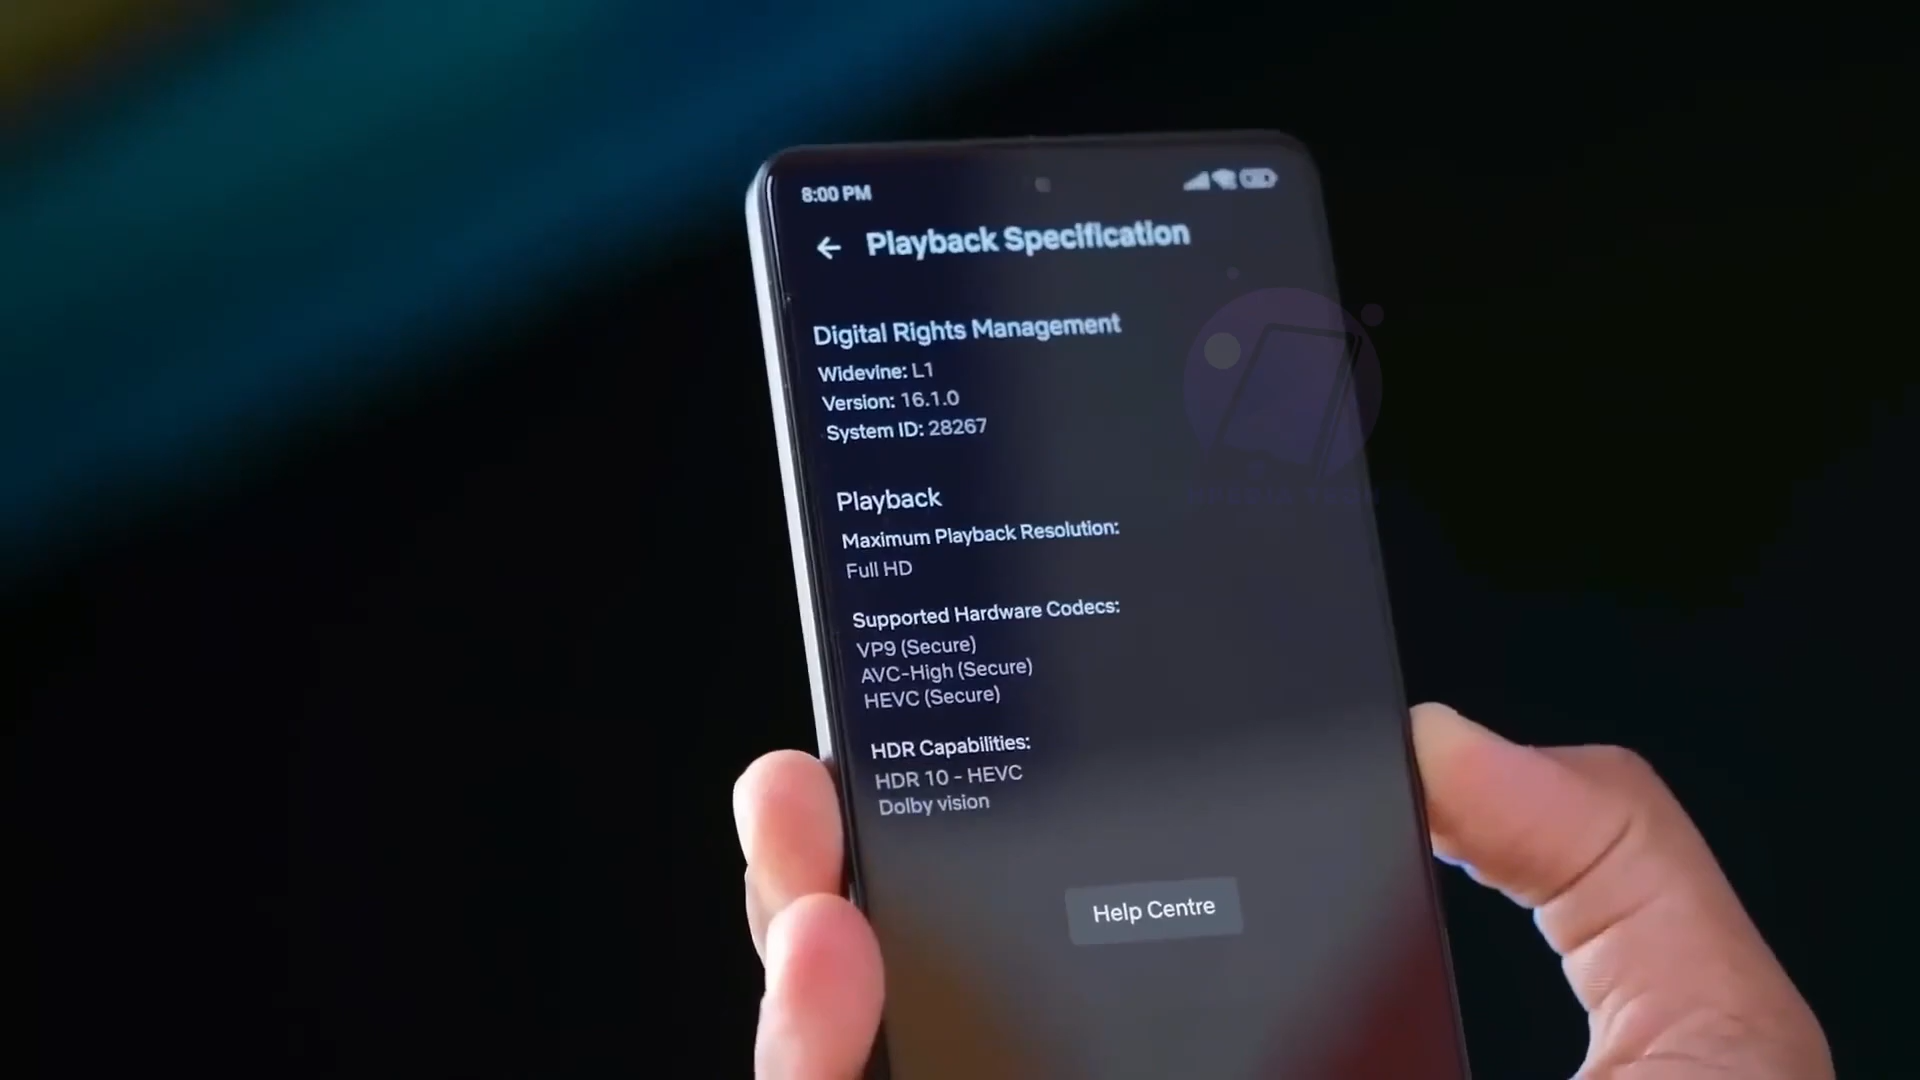 8:00 PM
Playback Specification
Digital Rights Management
Widevine: L1
Version: 16.1.0
System ID: 28267
Playback
Maximum Playback Resolution:
Full HD
Supported Hardware Codecs:
VP9 (Secure)
AVC-High (Secure)
HEVC (Secure)
HDR Capabilities:
HDR 10 - HEVC
Dolby vision
Help Centre